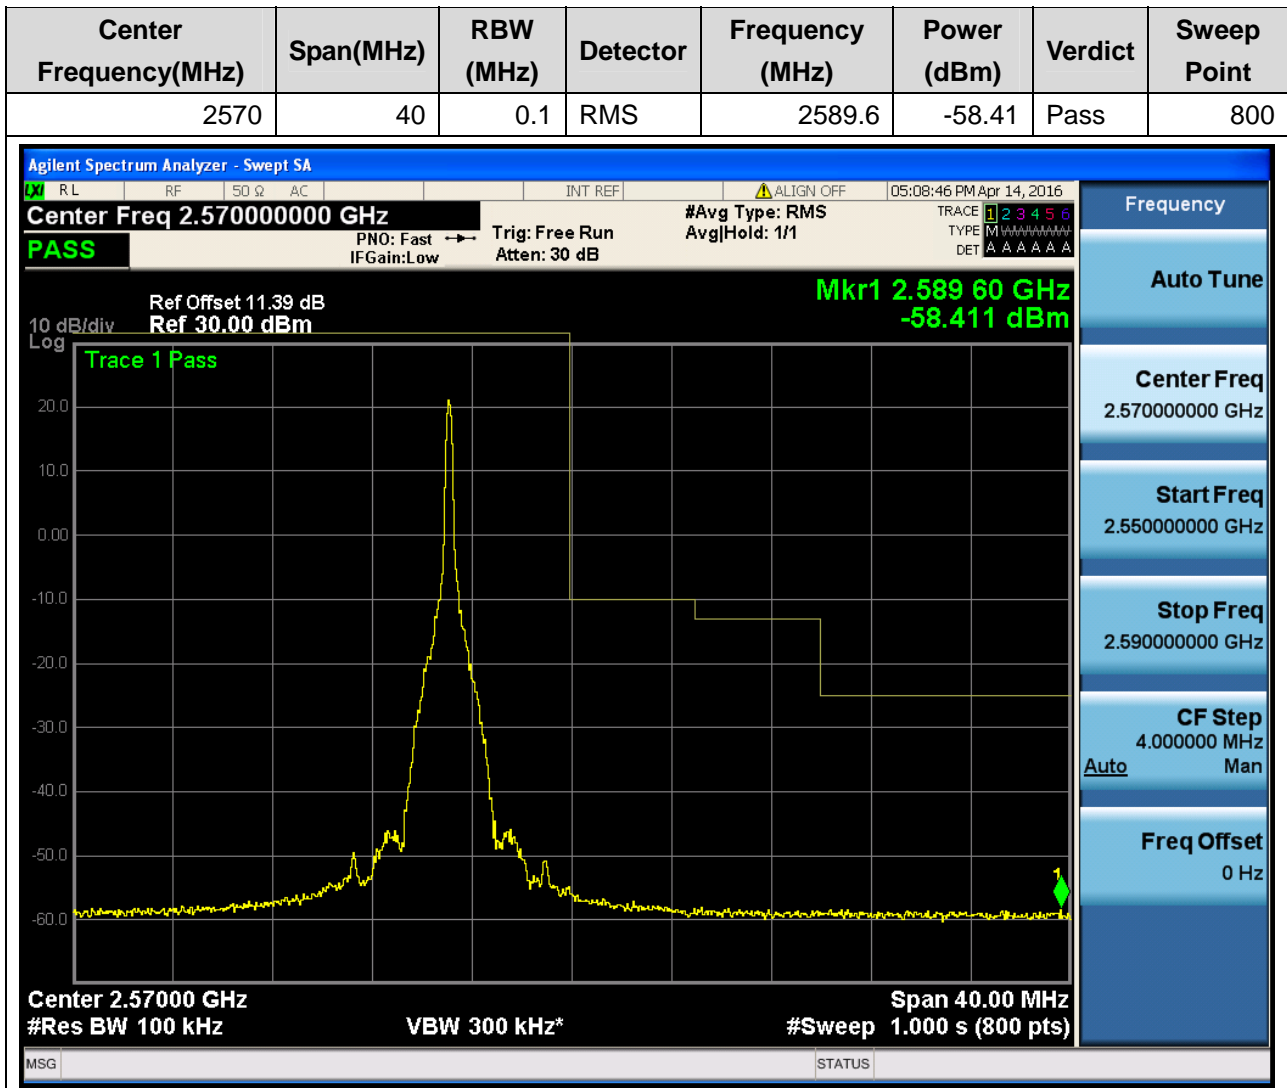 Center Frequency(MHz) Span(MHz) RBW (MHz) Detector Frequency (MHz) Power (dBm) Verdict Sweep Point
2570 40 0.1 RMS 2589.6 -58.41 Pass 800
Agilent Spectrum Analyzer - Swept SA
LXI RL RF 50 Ω AC INT REF ALIGN OFF 05:08:46 PM Apr 14, 2016
Center Freq 2.570000000 GHz
PASS
PNO: Fast
IFGain:Low
Trig: Free Run
Atten: 30 dB
#Avg Type: RMS
Avg|Hold: 1/1
TRACE 1 2 3 4 5 6
TYPE M
DET A A A A A A
Mkr1 2.589 60 GHz
-58.411 dBm
Ref Offset 11.39 dB
10 dB/div Ref 30.00 dBm
Log
Trace 1 Pass
20.0
10.0
0.00
-10.0
-20.0
-30.0
-40.0
-50.0
-60.0
1
Center 2.57000 GHz Span 40.00 MHz
#Res BW 100 kHz VBW 300 kHz* #Sweep 1.000 s (800 pts)
MSG STATUS
Frequency
Auto Tune
Center Freq
2.570000000 GHz
Start Freq
2.550000000 GHz
Stop Freq
2.590000000 GHz
CF Step
4.000000 MHz
Auto Man
Freq Offset
0 Hz